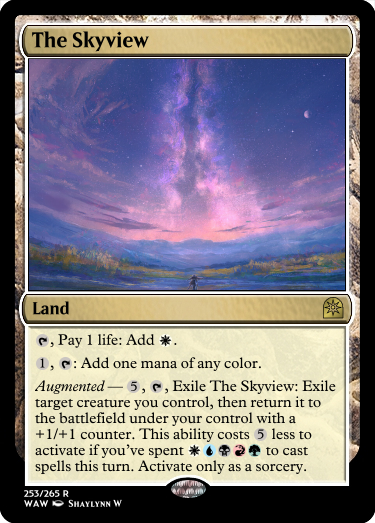 The Skyview
Land
, Pay 1 life: Add .
1, : Add one mana of any color.
Augmented — 5, , Exile The Skyview: Exile
target creature you control, then return it to
the battlefield under your control with a
+1/+1 counter. This ability costs 5 less to
activate if you've spent to cast
spells this turn. Activate only as a sorcery.
253/265 R
WAW Shaylynn W